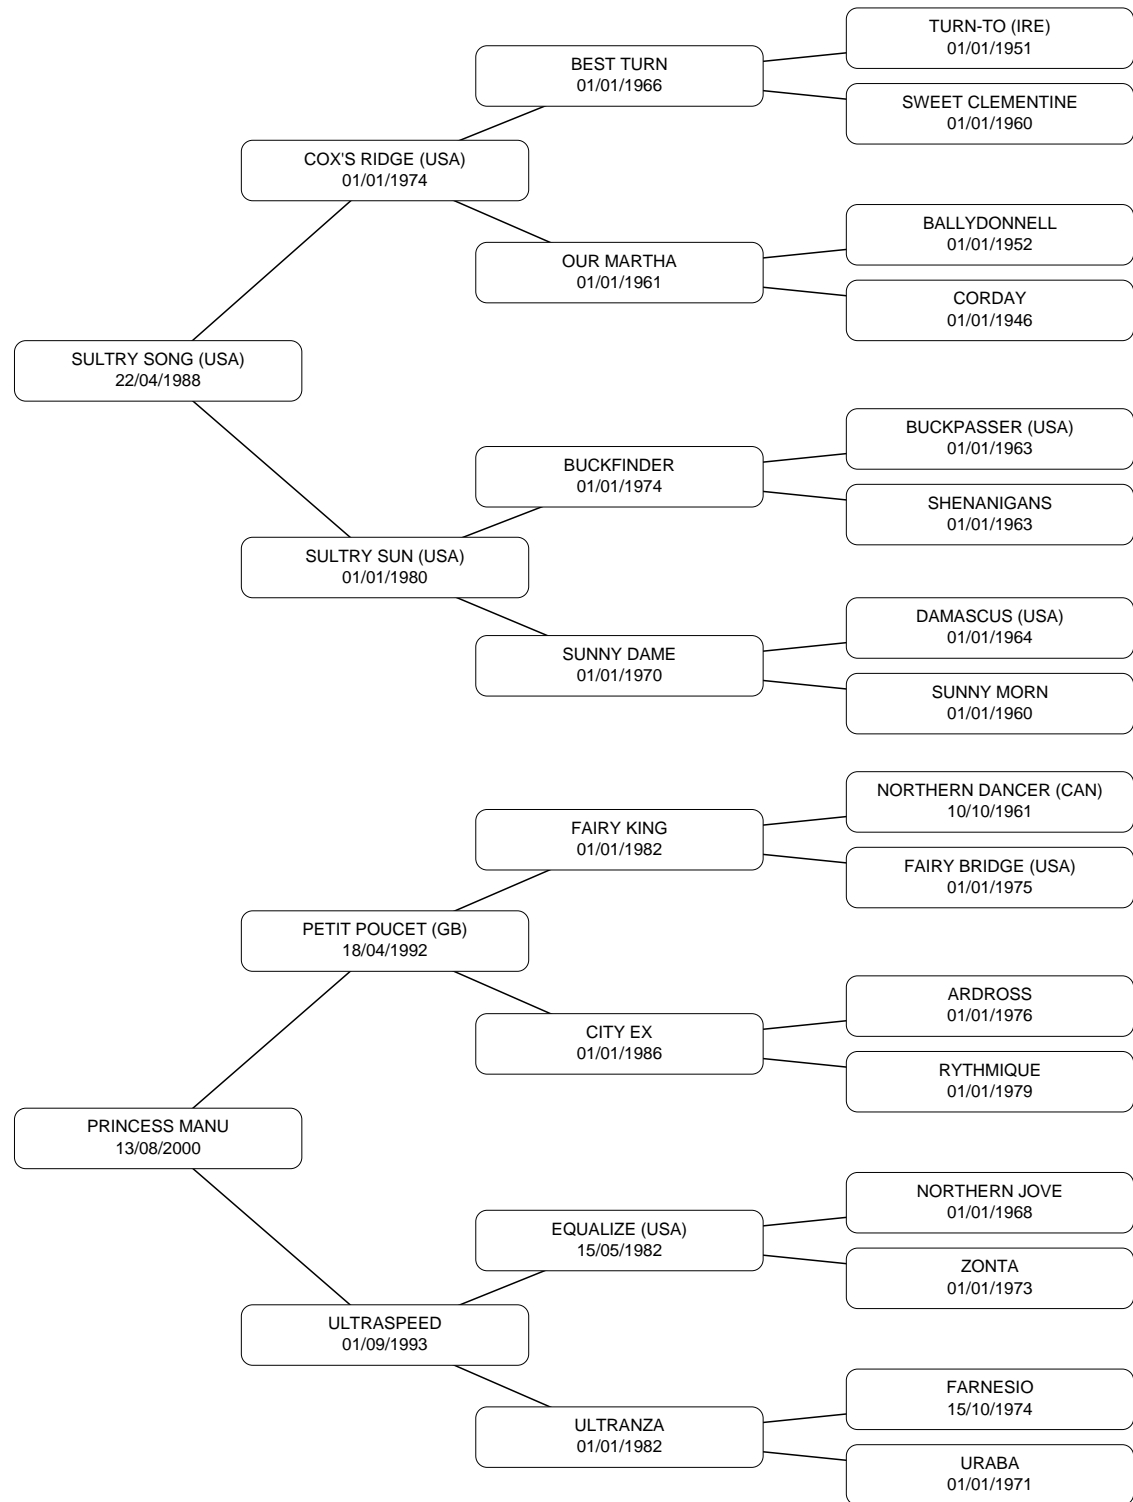 TURN-TO (IRE)
01/01/1951
BEST TURN
01/01/1966
SWEET CLEMENTINE
01/01/1960
COX'S RIDGE (USA)
01/01/1974
BALLYDONNELL
01/01/1952
OUR MARTHA
01/01/1961
CORDAY
01/01/1946
SULTRY SONG (USA)
22/04/1988
BUCKPASSER (USA)
01/01/1963
BUCKFINDER
01/01/1974
SHENANIGANS
01/01/1963
SULTRY SUN (USA)
01/01/1980
DAMASCUS (USA)
01/01/1964
SUNNY DAME
01/01/1970
SUNNY MORN
01/01/1960
NORTHERN DANCER (CAN)
10/10/1961
FAIRY KING
01/01/1982
FAIRY BRIDGE (USA)
01/01/1975
PETIT POUCET (GB)
18/04/1992
ARDROSS
01/01/1976
CITY EX
01/01/1986
RYTHMIQUE
01/01/1979
PRINCESS MANU
13/08/2000
NORTHERN JOVE
01/01/1968
EQUALIZE (USA)
15/05/1982
ZONTA
01/01/1973
ULTRASPEED
01/09/1993
FARNESIO
15/10/1974
ULTRANZA
01/01/1982
URABA
01/01/1971